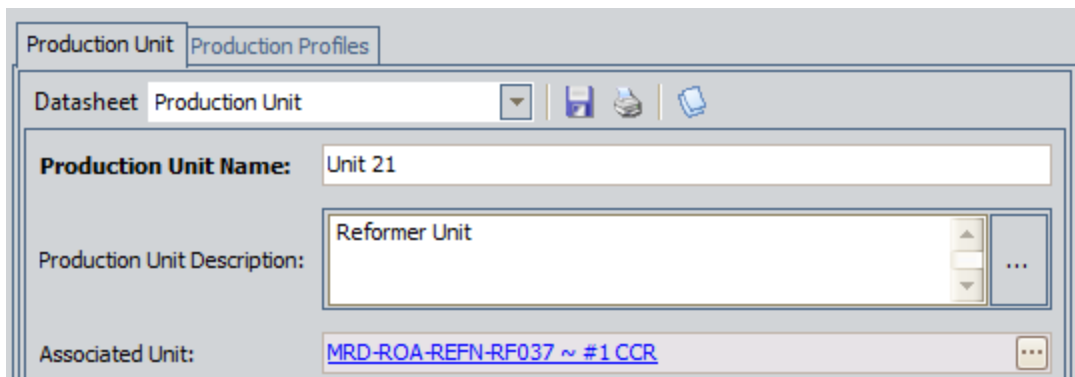 Production Unit Production Profiles
Datasheet Production Unit
Production Unit Name: Unit 21
Production Unit Description: Reformer Unit ...
Associated Unit: MRD-ROA-REFN-RF037 ~ #1 CCR ...